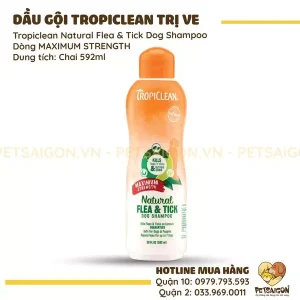 DẦU GỘI TROPICLEAN TRỊ VE
Tropiclean Natural Flea & Tick Dog Shampoo
Dòng MAXIMUM STRENGTH
Dung tích: Chai 592ml
TROPICLEAN
KILLS
MAXIMUM
STRENGTH
Natural
FLEA & TICK
DOG SHAMPOO
PETSAIGON.VN - PETSAIGON.VN
HOTLINE MUA HÀNG
Quận 10: 0979.793.593
Quận 2: 033.969.0011
PETSAIGON